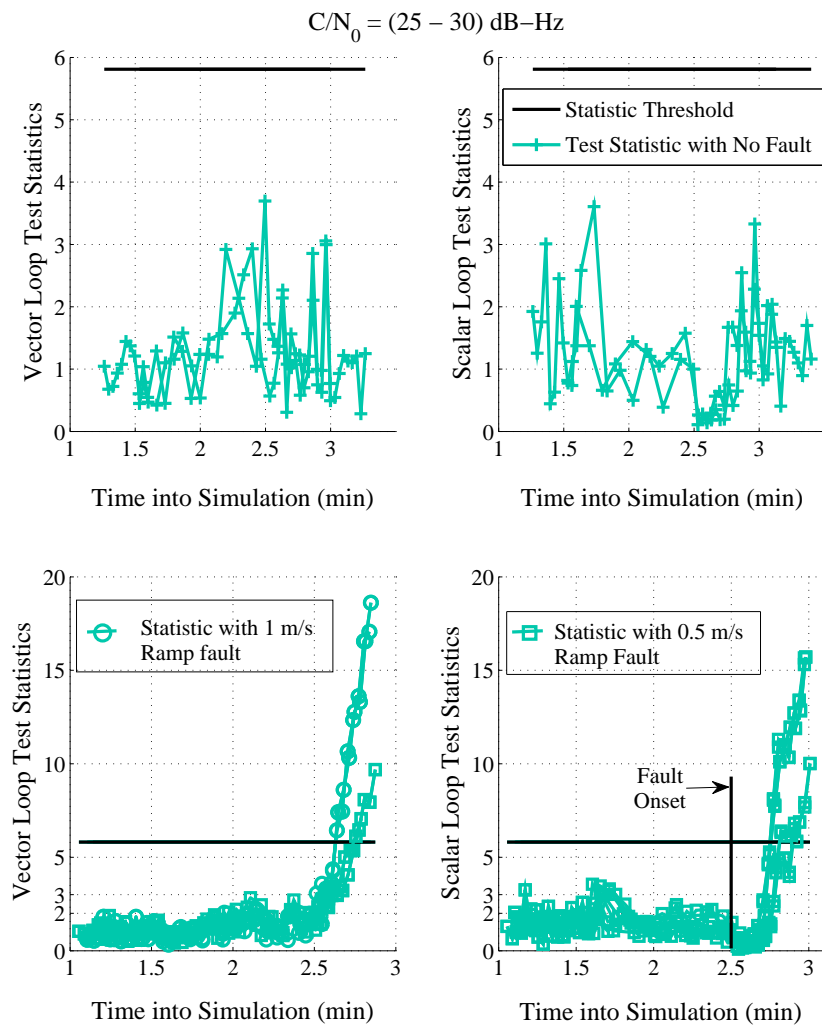 C/N0 = (25 – 30) dB–Hz
6
5
4
3
2
1
0
1
1.5
2
2.5
3
Vector Loop Test Statistics
Time into Simulation (min)
6
5
4
3
2
1
0
1
1.5
2
2.5
3
Scalar Loop Test Statistics
Time into Simulation (min)
Statistic Threshold
Test Statistic with No Fault
20
15
10
5
3
2
0
1
1.5
2
2.5
3
Vector Loop Test Statistics
Time into Simulation (min)
Statistic with 1 m/s
Ramp fault
20
15
10
5
3
2
0
1
1.5
2
2.5
3
Scalar Loop Test Statistics
Time into Simulation (min)
Statistic with 0.5 m/s
Ramp Fault
Fault
Onset